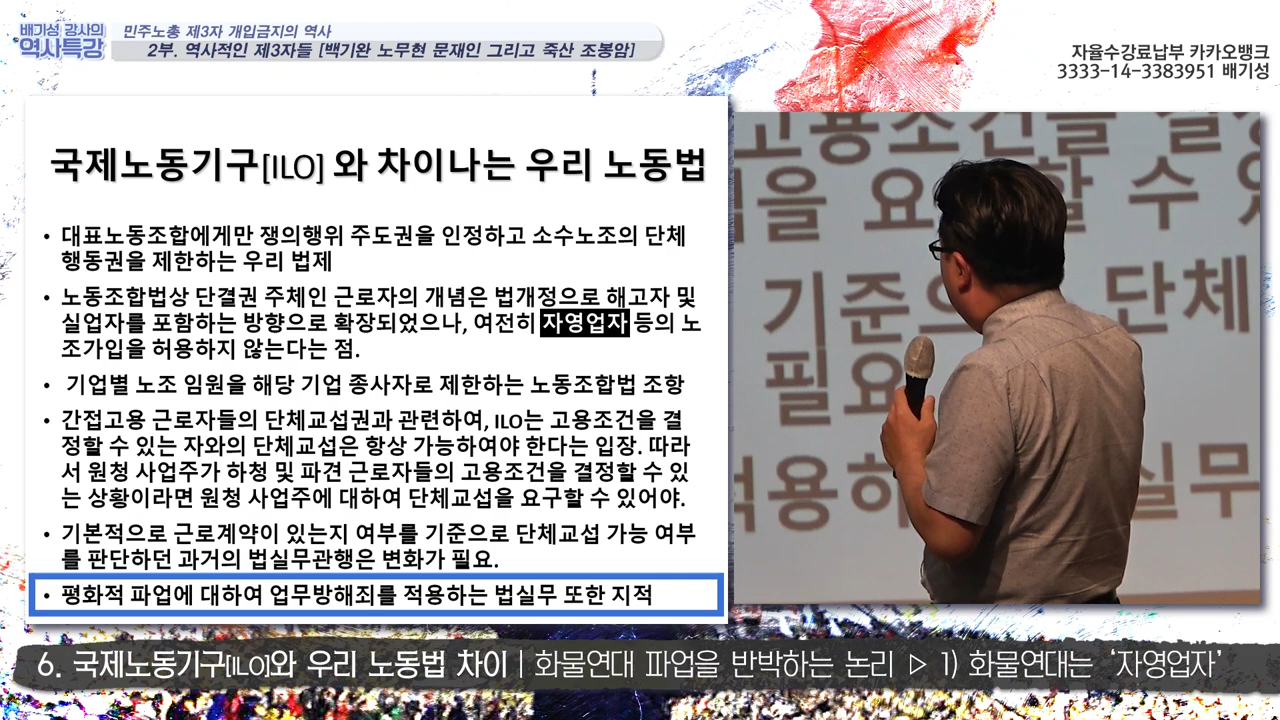 배기성 강사의
역사특강
민주노총 제3자 개입금지의 역사
2부. 역사적인 제3자들 [백기완 노무현 문재인 그리고 죽산 조봉암]
자율수강료납부 카카오뱅크
3333-14-3383951 배기성
국제노동기구[ILO] 와 차이나는 우리 노동법
• 대표노동조합에게만 쟁의행위 주도권을 인정하고 소수노조의 단체
행동권을 제한하는 우리 법제
• 노동조합법상 단결권 주체인 근로자의 개념은 법개정으로 해고자 및
실업자를 포함하는 방향으로 확장되었으나, 여전히 자영업자 등의 노
조가입을 허용하지 않는다는 점.
• 기업별 노조 임원을 해당 기업 종사자로 제한하는 노동조합법 조항
• 간접고용 근로자들의 단체교섭권과 관련하여, ILO는 고용조건을 결
정할 수 있는 자와의 단체교섭은 항상 가능하여야 한다는 입장. 따라
서 원청 사업주가 하청 및 파견 근로자들의 고용조건을 결정할 수 있
는 상황이라면 원청 사업주에 대하여 단체교섭을 요구할 수 있어야.
• 기본적으로 근로계약이 있는지 여부를 기준으로 단체교섭 가능 여부
를 판단하던 과거의 법실무관행은 변화가 필요.
• 평화적 파업에 대하여 업무방해죄를 적용하는 법실무 또한 지적
고용조건을 결정
을 요 할 수 있
기준으 단체
필요
적용하 실무
6. 국제노동기구[ILO]와 우리 노동법 차이 | 화물연대 파업을 반박하는 논리 ▷ 1) 화물연대는 ‘자영업자’